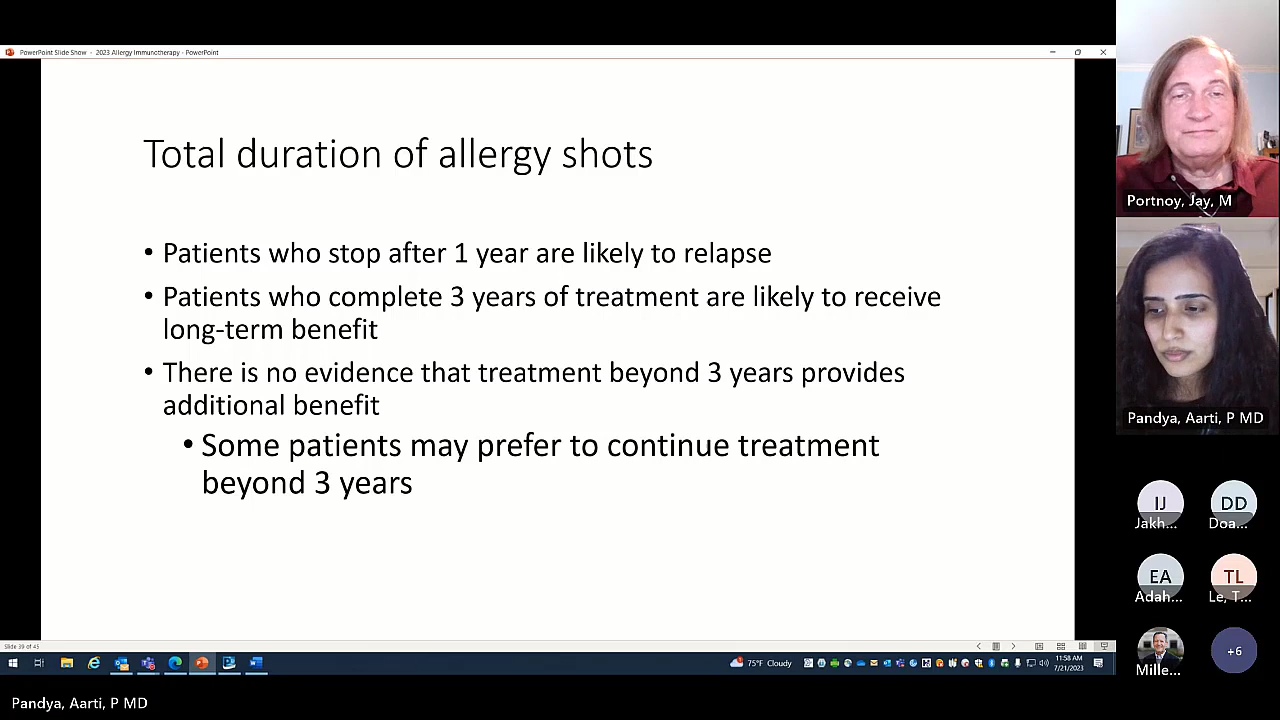 PowerPoint Slide Show - 2023 Allergy Immunotherapy - PowerPoint
Total duration of allergy shots
• Patients who stop after 1 year are likely to relapse
• Patients who complete 3 years of treatment are likely to receive
long-term benefit
• There is no evidence that treatment beyond 3 years provides
additional benefit
• Some patients may prefer to continue treatment
beyond 3 years
Slide 39 of 45
75°F Cloudy
11:58 AM
7/21/2023
Portnoy, Jay, M
Pandya, Aarti, P MD
IJ
Jakh...
DD
Doa...
EA
Adah...
TL
Le, T...
Mille...
+6
Pandya, Aarti, P MD